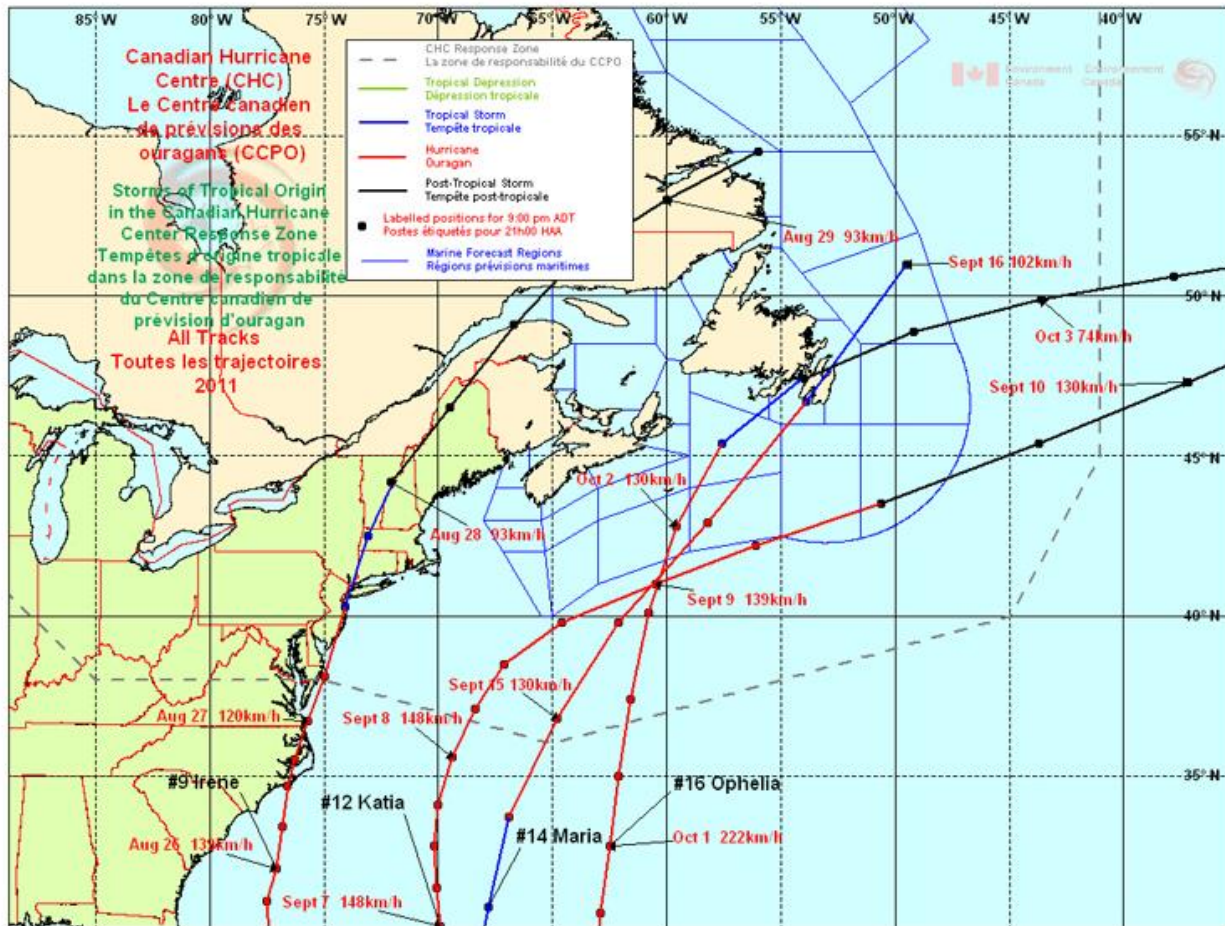 85° W
80° W
75° W
70° W
65° W
60° W
55° W
50° W
45° W
40° W
Canadian Hurricane
Centre (CHC)
Le Centre canadien
de prévisions des
ouragans (CCPO)
Storms of Tropical Origin
in the Canadian Hurricane
Center Response Zone
Tempêtes d'origine tropicale
dans la zone de responsabilité
du Centre canadien de
prévision d'ouragan
All Tracks
Toutes les trajectoires
2011
CHC Response Zone
La zone de responsabilité du CCPO
Tropical Depression
Dépression tropicale
Tropical Storm
Tempête tropicale
Hurricane
Ouragan
Post-Tropical Storm
Tempête post-tropicale
Labelled positions for 9:00 pm ADT
Postes étiquetés pour 21h00 HAA
Marine Forecast Regions
Régions prévisions maritimes
Environment Environnement
Canada Canada
55° N
Aug 29 93km/h
Sept 16 102km/h
50° N
Oct 3 74km/h
Sept 10 130km/h
45° N
Oct 2 130km/h
Aug 28 93km/h
Sept 9 139km/h
40° N
Sept 15 130km/h
Aug 27 120km/h
Sept 8 148km/h
35° N
#9 Irene
#12 Katia
#16 Ophelia
#14 Maria
Oct 1 222km/h
Aug 26 139km/h
Sept 7 148km/h